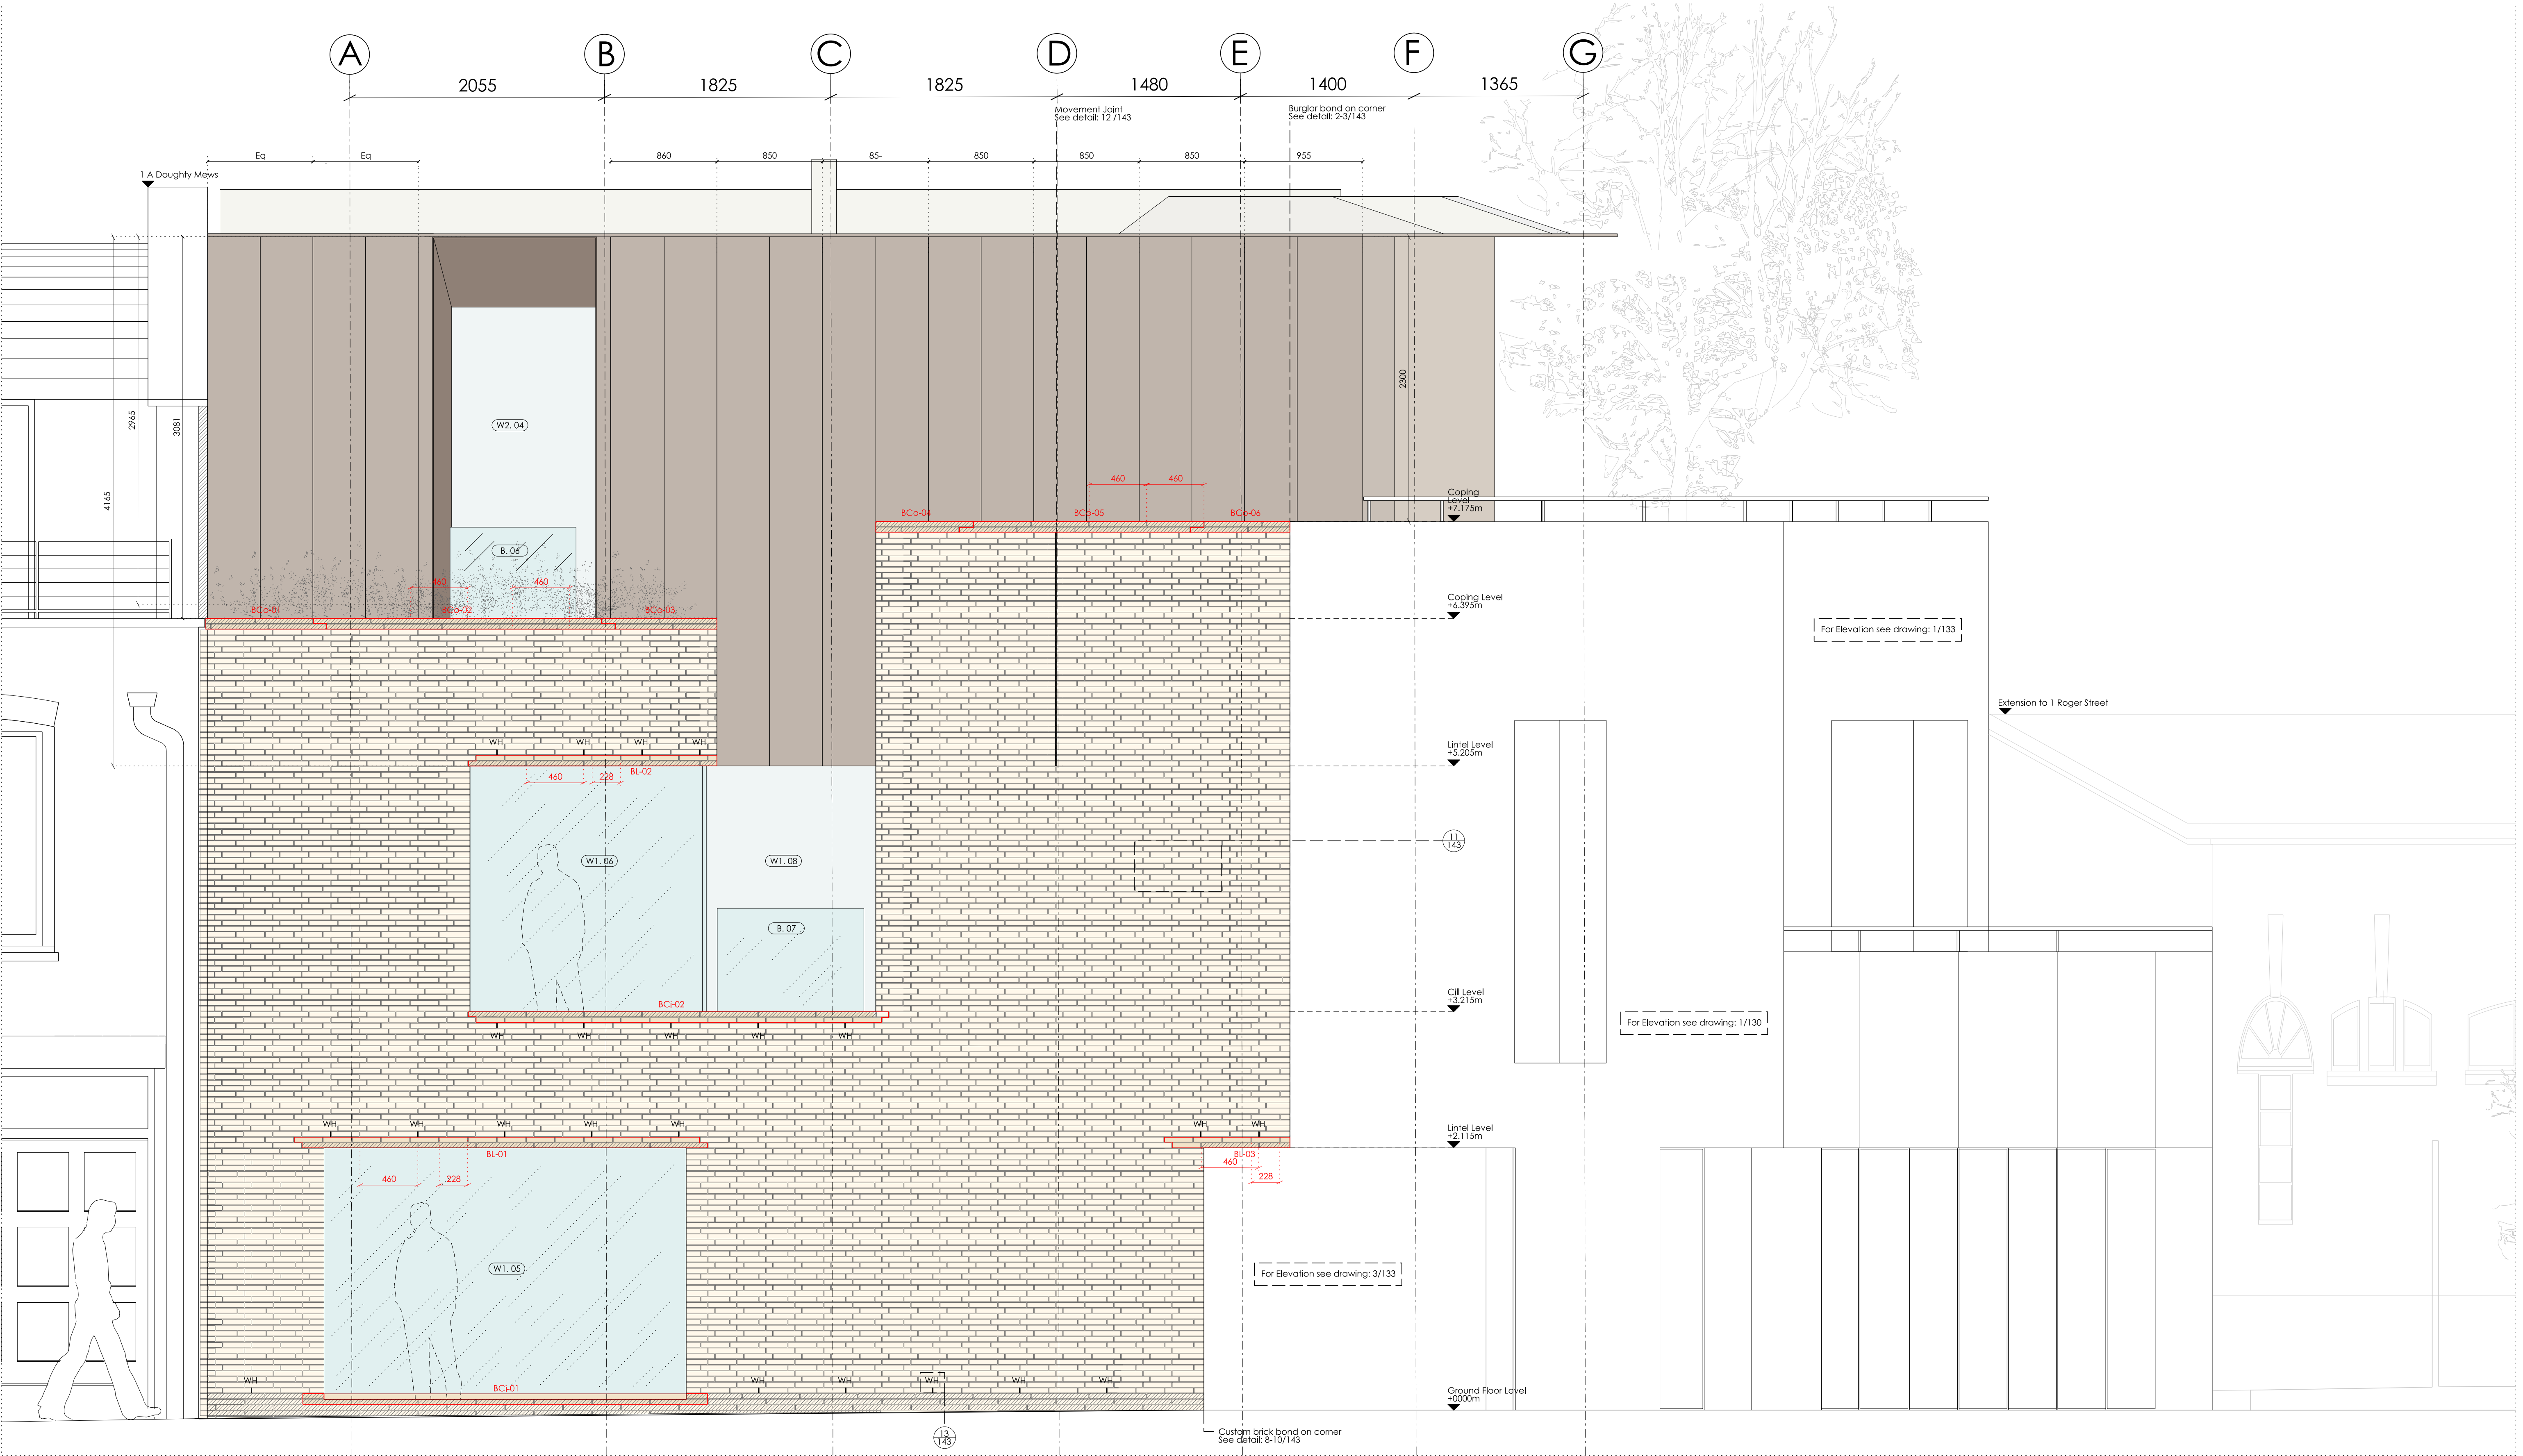 A B C D E F G
2055 1825 1825 1480 1400 1365
Movement Joint
See detail: 12 /143
Burglar bond on corner
See detail: 2-3/143
Eq Eq 860 850 85- 850 850 850 955
1 A Doughty Mews
2965
3081
4165
2300
W2. 04
B. 06
460 460
BCo-04 BCo-05 BCo-06
Coping
Level
+7.175m
460 460
BCo-01 BCo-02 BCo-03
Coping Level
+6.395m
For Elevation see drawing: 1/133
Extension to 1 Roger Street
WH WH WH WH
BL-02
460 228
Lintel Level
+5.205m
W1. 06
W1. 08
11
143
B. 07
BCi-02
Cill Level
+3.215m
WH WH WH WH WH
For Elevation see drawing: 1/130
WH WH WH WH WH WH WH
Lintel Level
+2.115m
BL-01
BL-03
460 228
460
228
W1. 05
For Elevation see drawing: 3/133
WH WH WH WH WH WH
BCi-01
Ground Floor Level
+0000m
13
143
Custom brick bond on corner
See detail: 8-10/143